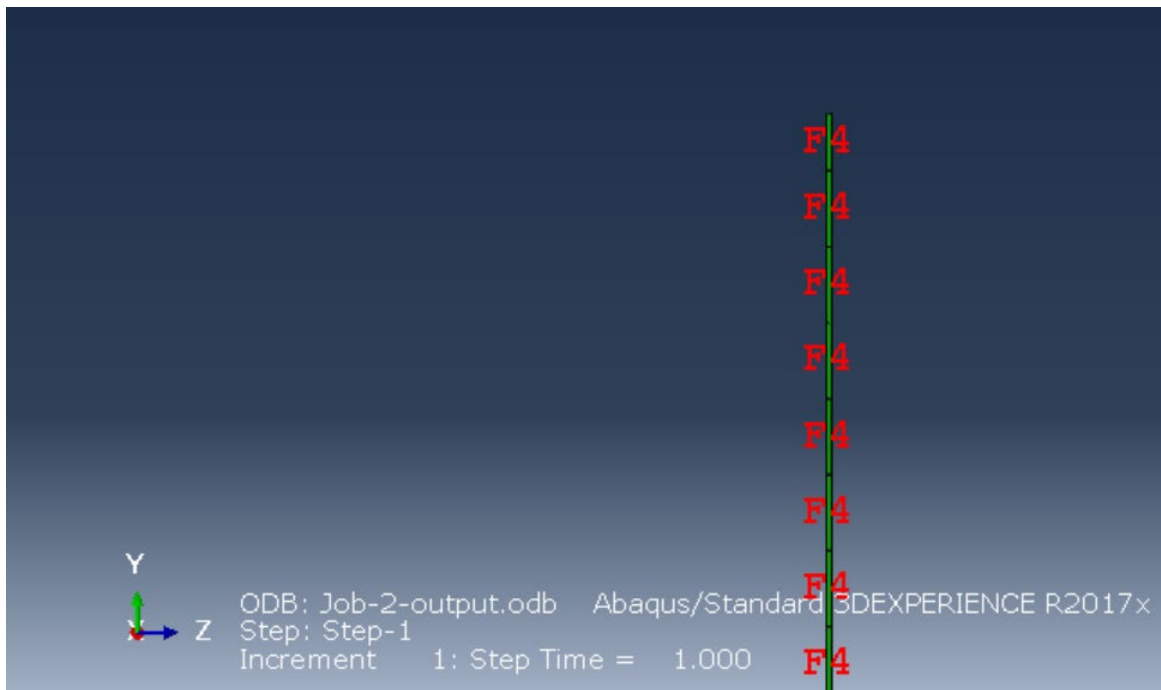 F4
F4
F4
F4
F4
F4
Y
F4
ODB: Job-2-output.odb    Abaqus/Standard 3DEXPERIENCE R2017x
X Z
Step: Step-1
Increment    1: Step Time =    1.000
F4